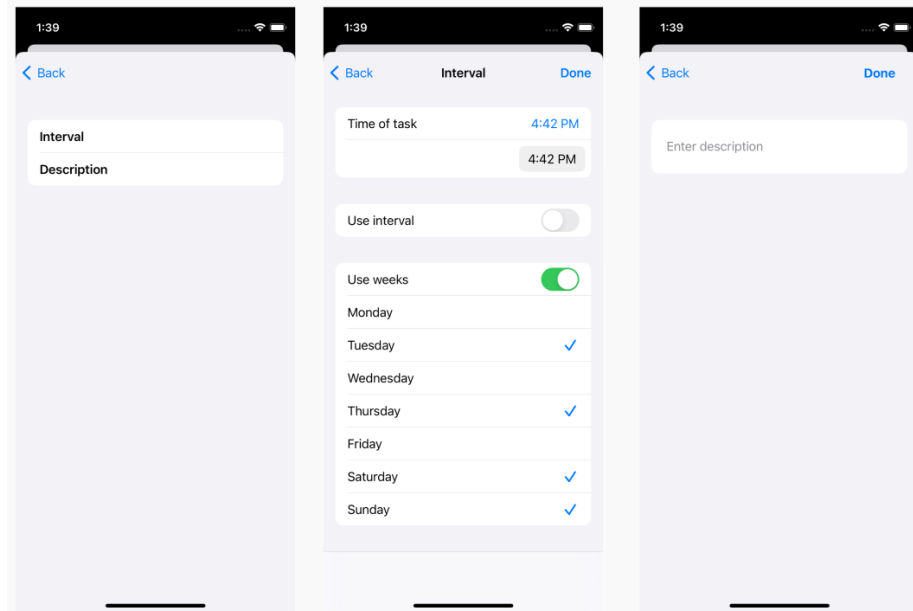 1:39
Back
Interval
Description
1:39
Back Interval Done
Time of task 4:42 PM
4:42 PM
Use interval
Use weeks
Monday
Tuesday
Wednesday
Thursday
Friday
Saturday
Sunday
1:39
Back Done
Enter description